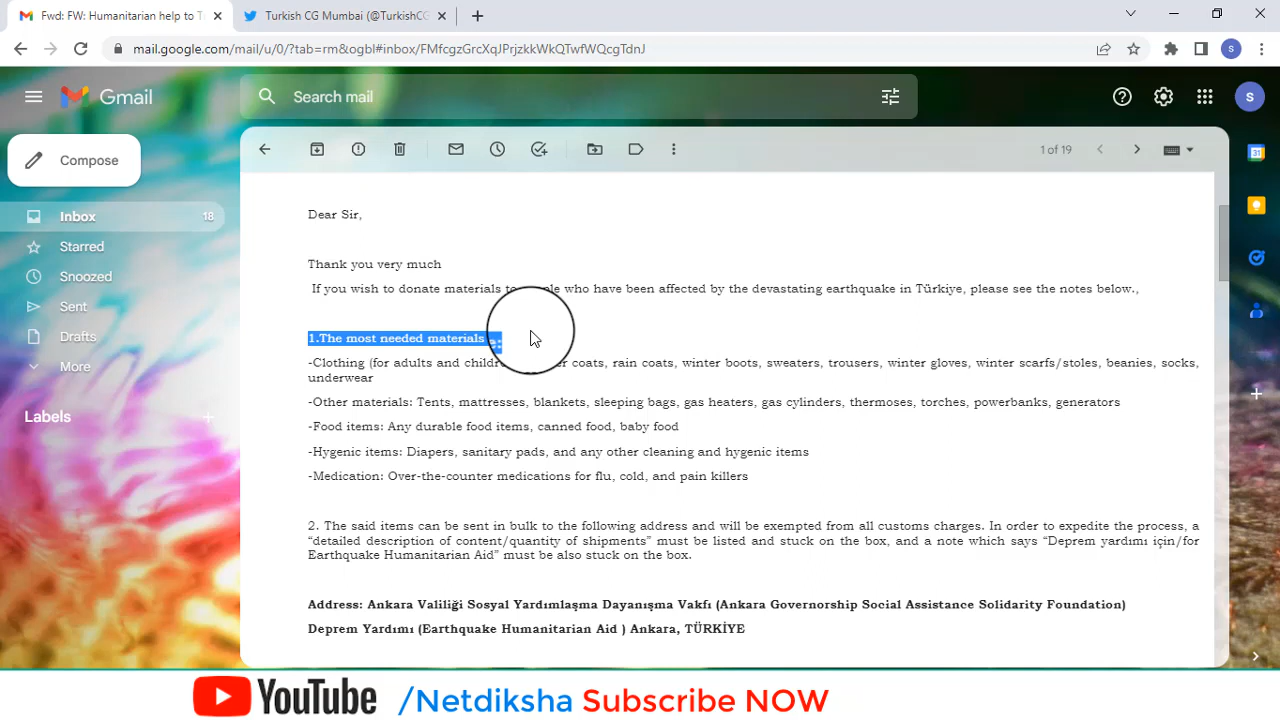 Fwd: FW: Humanitarian help to T
Turkish CG Mumbai (@TurkishCG
mail.google.com/mail/u/0/?tab=rm&ogbl#inbox/FMfcgzGrcXqJPrjzkkWkQTwfWQcgTdnJ
S
Gmail
Search mail
S
Compose
1 of 19
Inbox 18
Starred
Snoozed
Sent
Drafts
More
Labels
Dear Sir,
Thank you very much
If you wish to donate materials to who have been affected by the devastating earthquake in Türkiye, please see the notes below.,
1.The most needed materials
-Clothing (for adults and coats, rain coats, winter boots, sweaters, trousers, winter gloves, winter scarfs/stoles, beanies, socks,
underwear
-Other materials: Tents, mattresses, blankets, sleeping bags, gas heaters, gas cylinders, thermoses, torches, powerbanks, generators
-Food items: Any durable food items, canned food, baby food
-Hygenic items: Diapers, sanitary pads, and any other cleaning and hygenic items
-Medication: Over-the-counter medications for flu, cold, and pain killers
2. The said items can be sent in bulk to the following address and will be exempted from all customs charges. In order to expedite the process, a
“detailed description of content/quantity of shipments” must be listed and stuck on the box, and a note which says “Deprem yardımı için/for
Earthquake Humanitarian Aid” must be also stuck on the box.
Address: Ankara Valiliği Sosyal Yardımlaşma Dayanışma Vakfı (Ankara Governorship Social Assistance Solidarity Foundation)
Deprem Yardımı (Earthquake Humanitarian Aid ) Ankara, TÜRKİYE
YOUTUBE /Netdiksha Subscribe NOW